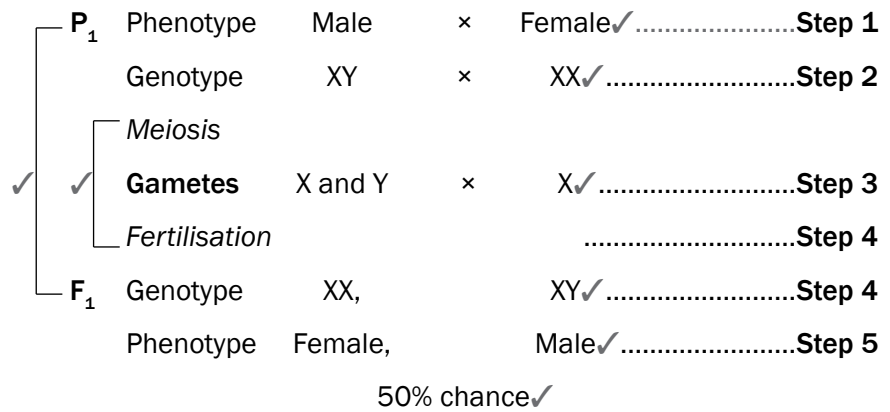 P₁ Phenotype Male × Female✓......................Step 1
Genotype XY × XX✓..........................Step 2
Meiosis
✓ ✓ Gametes X and Y × X✓...........................Step 3
Fertilisation .............................Step 4
F₁ Genotype XX, XY✓..........................Step 4
Phenotype Female, Male✓........................Step 5
50% chance✓